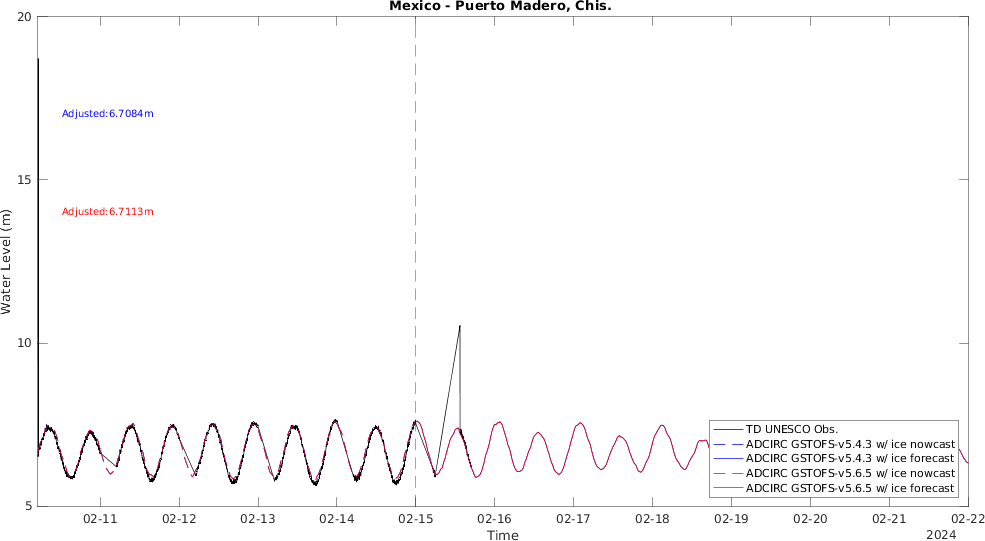 Mexico - Puerto Madero, Chis.
20
15
10
5
Water Level (m)
Adjusted:6.7084m
Adjusted:6.7113m
TD UNESCO Obs.
ADCIRC GSTOFS-v5.4.3 w/ ice nowcast
ADCIRC GSTOFS-v5.4.3 w/ ice forecast
ADCIRC GSTOFS-v5.6.5 w/ ice nowcast
ADCIRC GSTOFS-v5.6.5 w/ ice forecast
02-11 02-12 02-13 02-14 02-15 02-16 02-17 02-18 02-19 02-20 02-21 02-22
Time
2024